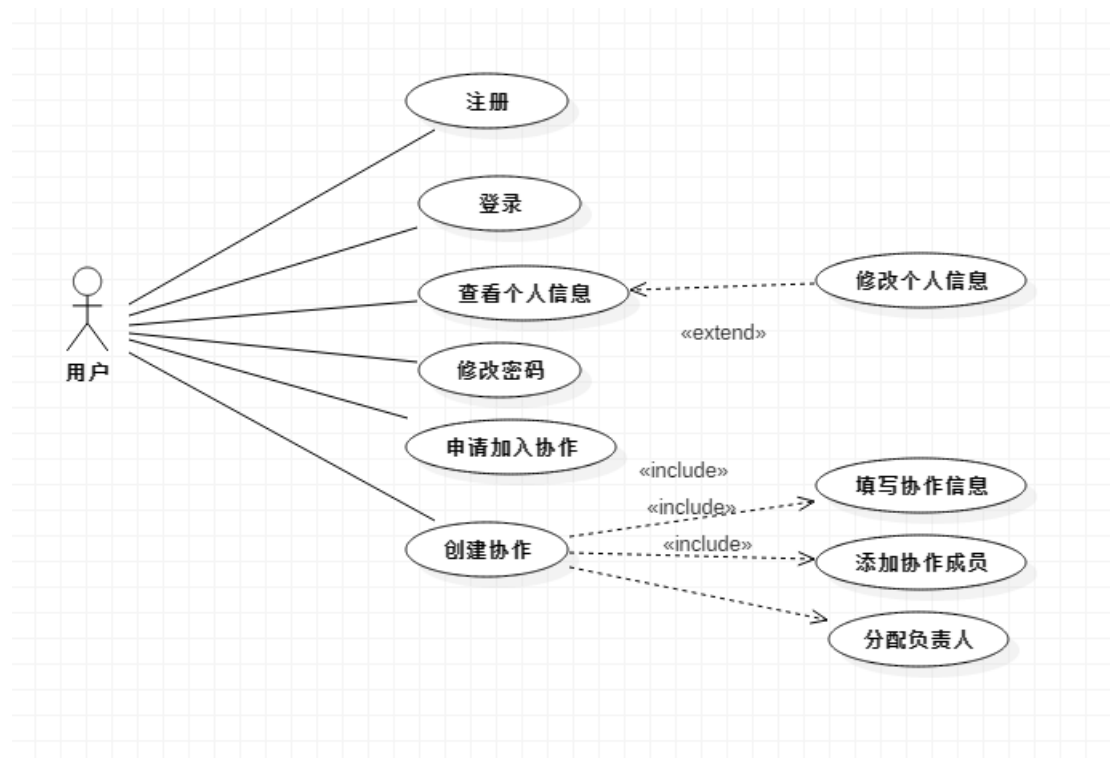 注册
登录
查看个人信息
修改个人信息
«extend»
用户
修改密码
申请加入协作
«include»
填写协作信息
«include»
创建协作
«include»
添加协作成员
分配负责人